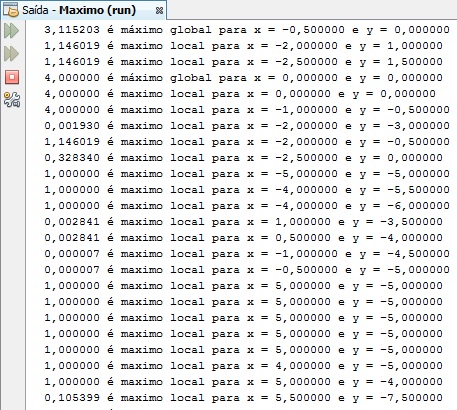 Saída - Maximo (run)
3,115203 é máximo global para x = -0,500000 e y = 0,000000
1,146019 é maximo local para x = -2,000000 e y = 1,000000
1,146019 é maximo local para x = -2,500000 e y = 1,500000
4,000000 é máximo global para x = 0,000000 e y = 0,000000
4,000000 é maximo local para x = 0,000000 e y = 0,000000
4,000000 é maximo local para x = -1,000000 e y = -0,500000
0,001930 é maximo local para x = -2,000000 e y = -3,000000
1,146019 é maximo local para x = -2,000000 e y = -0,500000
0,328340 é maximo local para x = -2,500000 e y = 0,000000
1,000000 é maximo local para x = -5,000000 e y = -5,000000
1,000000 é maximo local para x = -4,000000 e y = -5,500000
1,000000 é maximo local para x = -4,000000 e y = -6,000000
0,002841 é maximo local para x = 1,000000 e y = -3,500000
0,002841 é maximo local para x = 0,500000 e y = -4,000000
0,000007 é maximo local para x = -1,000000 e y = -4,500000
0,000007 é maximo local para x = -0,500000 e y = -5,000000
1,000000 é maximo local para x = 5,000000 e y = -5,000000
1,000000 é maximo local para x = 5,000000 e y = -5,000000
1,000000 é maximo local para x = 5,000000 e y = -5,000000
1,000000 é maximo local para x = 5,000000 e y = -5,000000
1,000000 é maximo local para x = 4,000000 e y = -5,000000
1,000000 é maximo local para x = 5,000000 e y = -4,000000
0,105399 é maximo local para x = 5,500000 e y = -7,500000